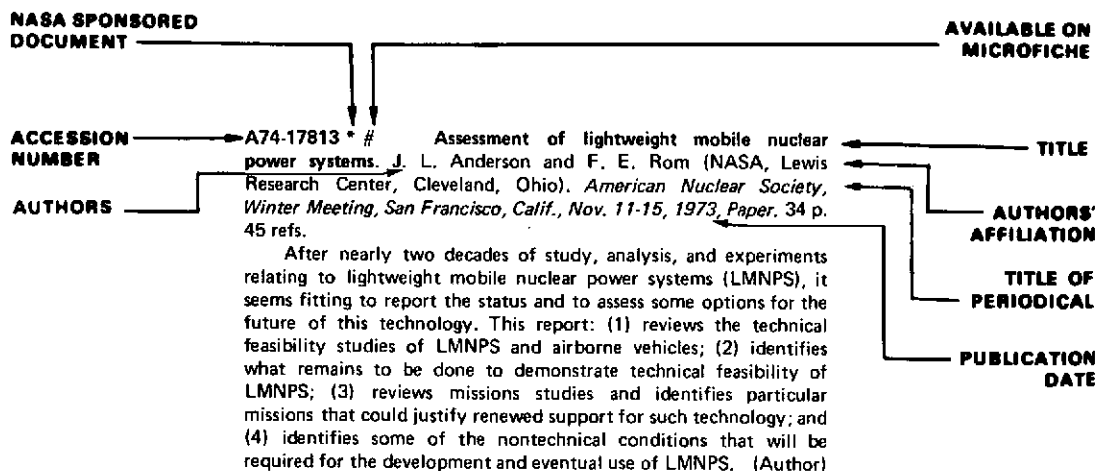 NASA SPONSORED
DOCUMENT
AVAILABLE ON
MICROFICHE
ACCESSION
NUMBER
AUTHORS
A74-17813 * # Assessment of lightweight mobile nuclear
power systems. J. L. Anderson and F. E. Rom (NASA, Lewis
Research Center, Cleveland, Ohio). American Nuclear Society,
Winter Meeting, San Francisco, Calif., Nov. 11-15, 1973, Paper. 34 p.
45 refs.
After nearly two decades of study, analysis, and experiments
relating to lightweight mobile nuclear power systems (LMNPS), it
seems fitting to report the status and to assess some options for the
future of this technology. This report: (1) reviews the technical
feasibility studies of LMNPS and airborne vehicles; (2) identifies
what remains to be done to demonstrate technical feasibility of
LMNPS; (3) reviews missions studies and identifies particular
missions that could justify renewed support for such technology; and
(4) identifies some of the nontechnical conditions that will be
required for the development and eventual use of LMNPS. (Author)
TITLE
AUTHORS'
AFFILIATION
TITLE OF
PERIODICAL
PUBLICATION
DATE